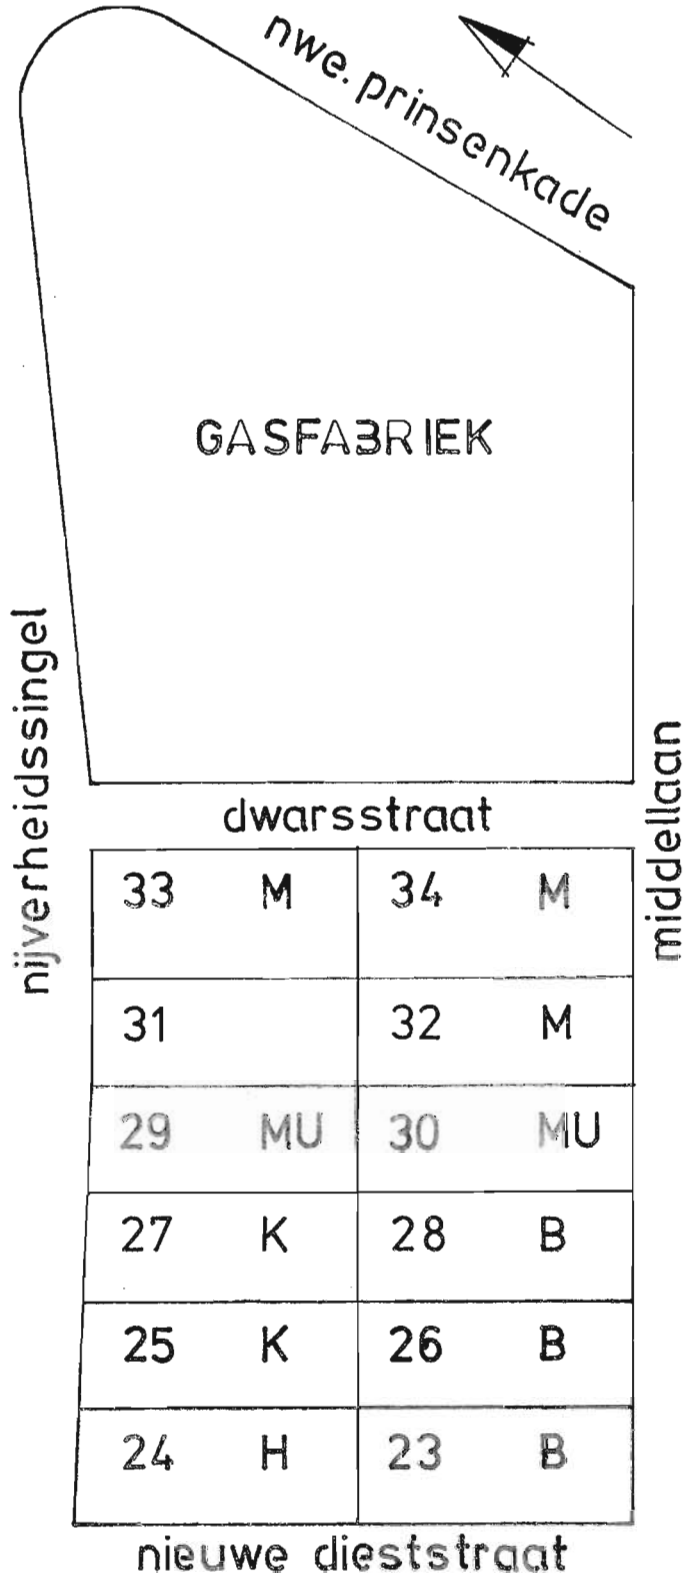 nwe. prinsenkade
GASFABRIEK
nijverheidssingel
middellaan
dwarsstraat
33 M 34 M
31 32 M
29 MU 30 MU
27 K 28 B
25 K 26 B
24 H 23 B
nieuwe dieststraat